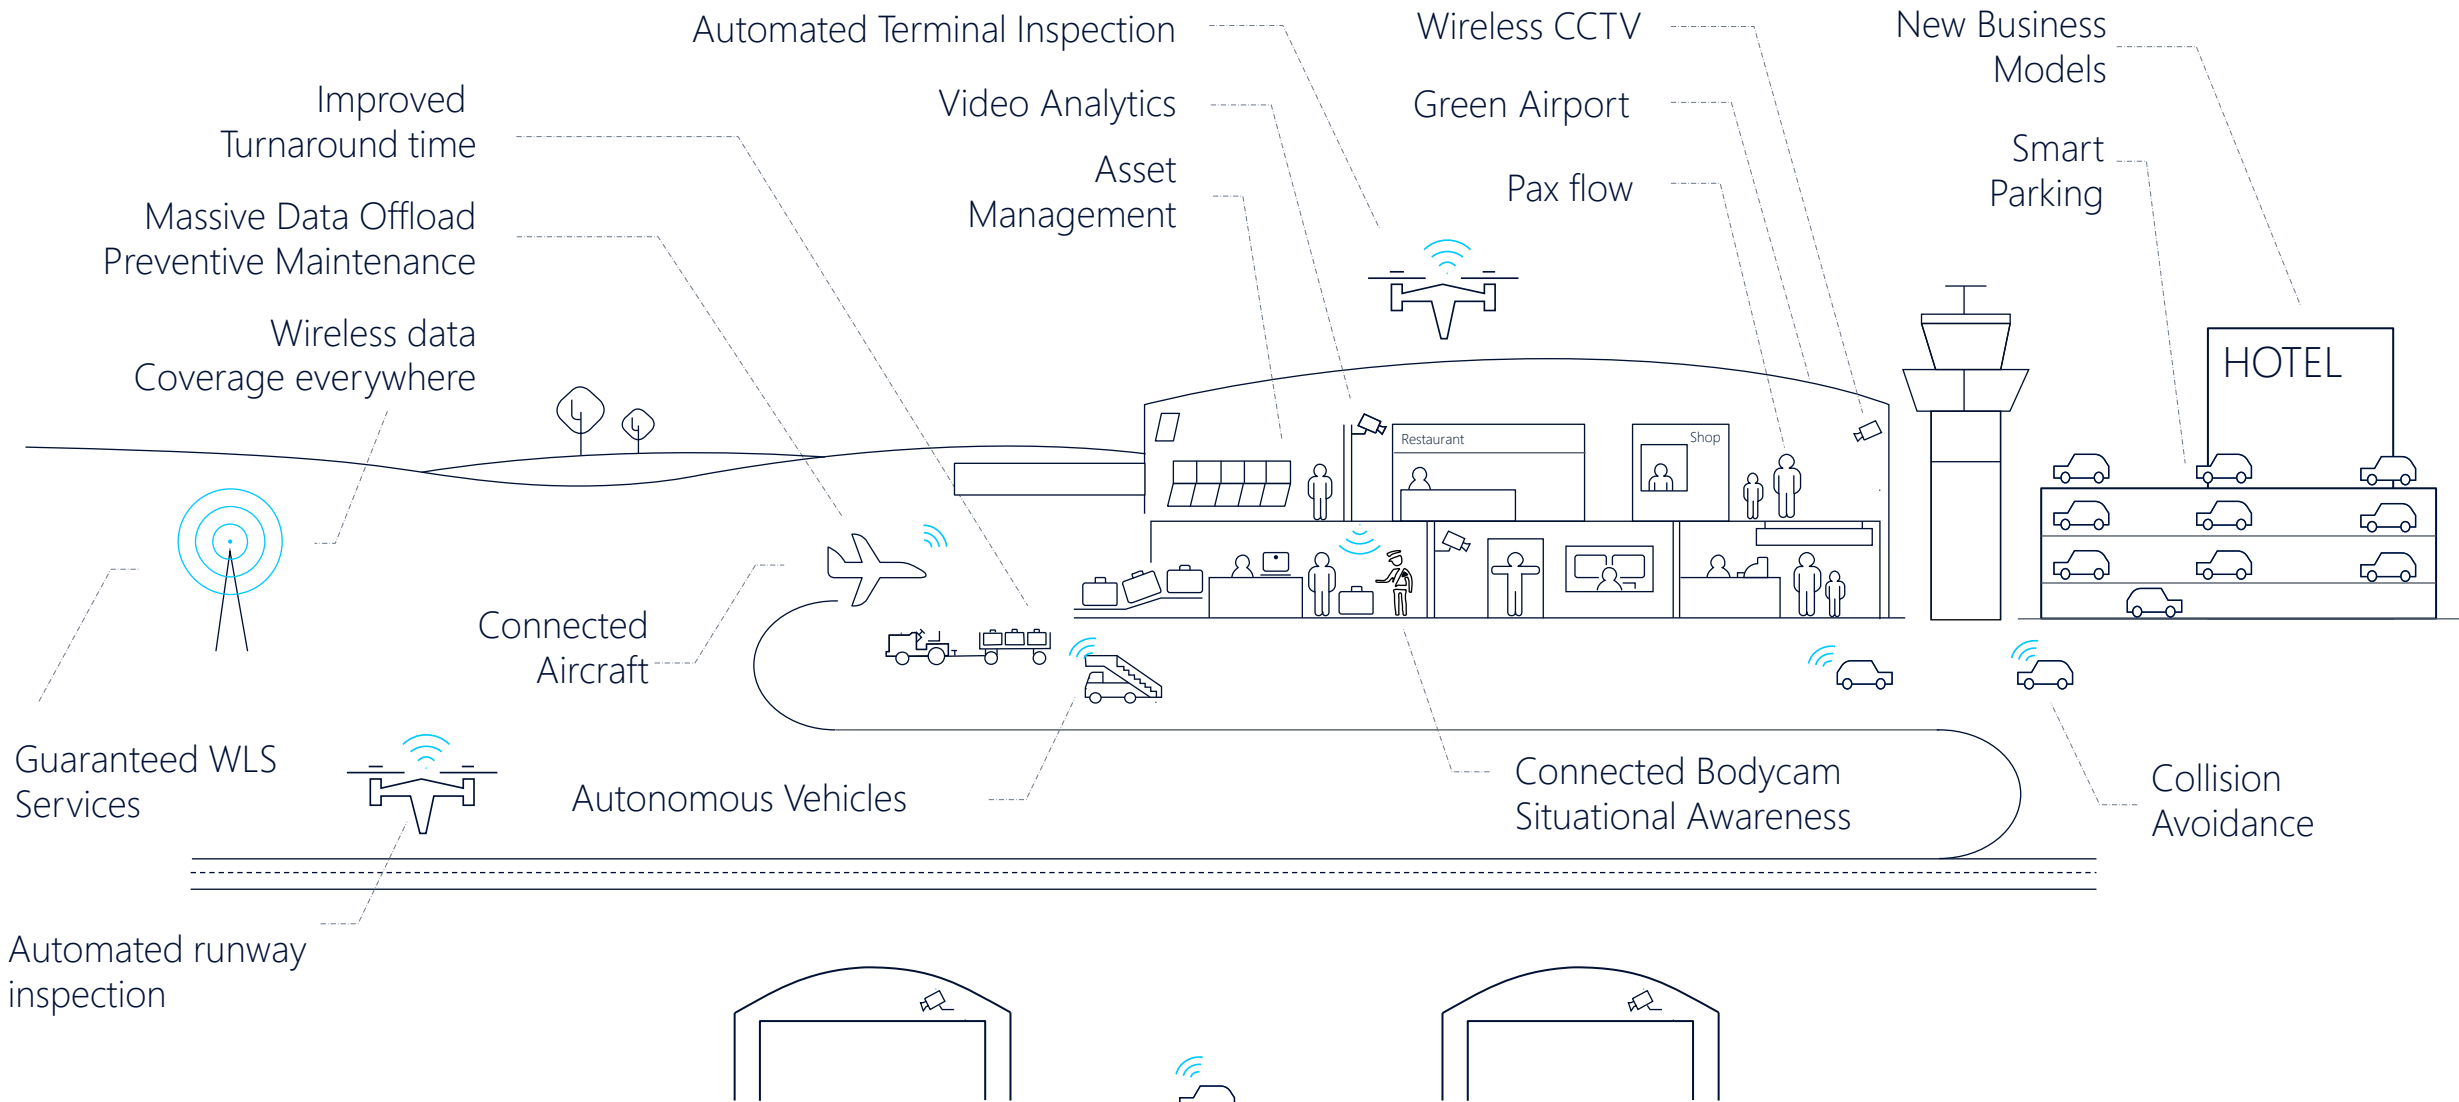 Automated Terminal Inspection
Wireless CCTV
New Business
Models
Improved
Turnaround time
Video Analytics
Green Airport
Asset
Management
Pax flow
Smart
Parking
Massive Data Offload
Preventive Maintenance
Wireless data
Coverage everywhere
HOTEL
Restaurant
Shop
Connected
Aircraft
Guaranteed WLS
Services
Autonomous Vehicles
Connected Bodycam
Situational Awareness
Collision
Avoidance
Automated runway
inspection